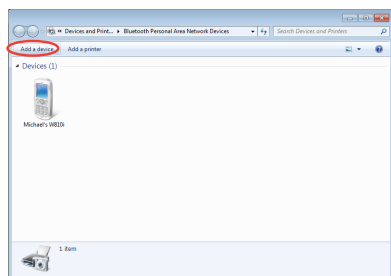 Devices and Print... Bluetooth Personal Area Network Devices
Search Devices and Printers
Add a device Add a printer
Devices (1)
Michael's W810i
1 item